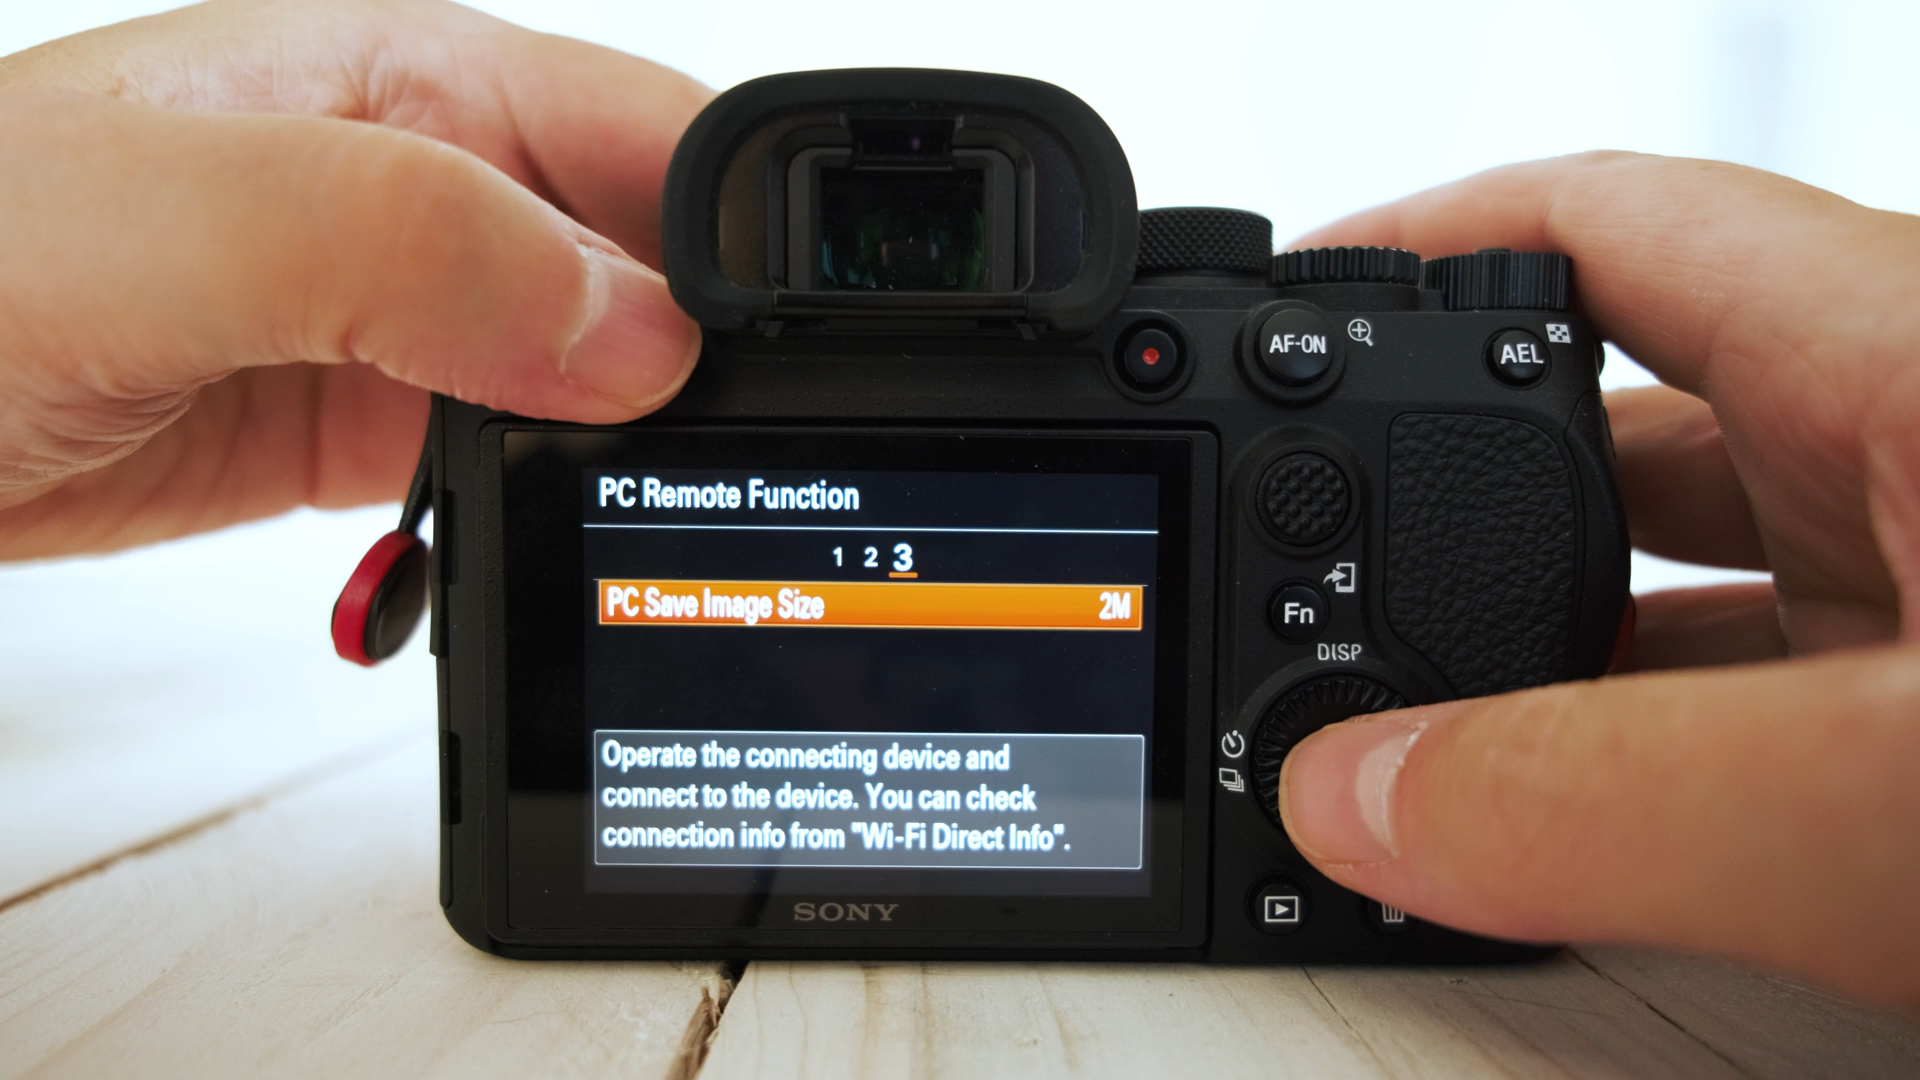 AF-ON
AEL
PC Remote Function
1 2 3
PC Save Image Size 2M
Fn
DISP
Operate the connecting device and
connect to the device. You can check
connection info from "Wi-Fi Direct Info".
SONY